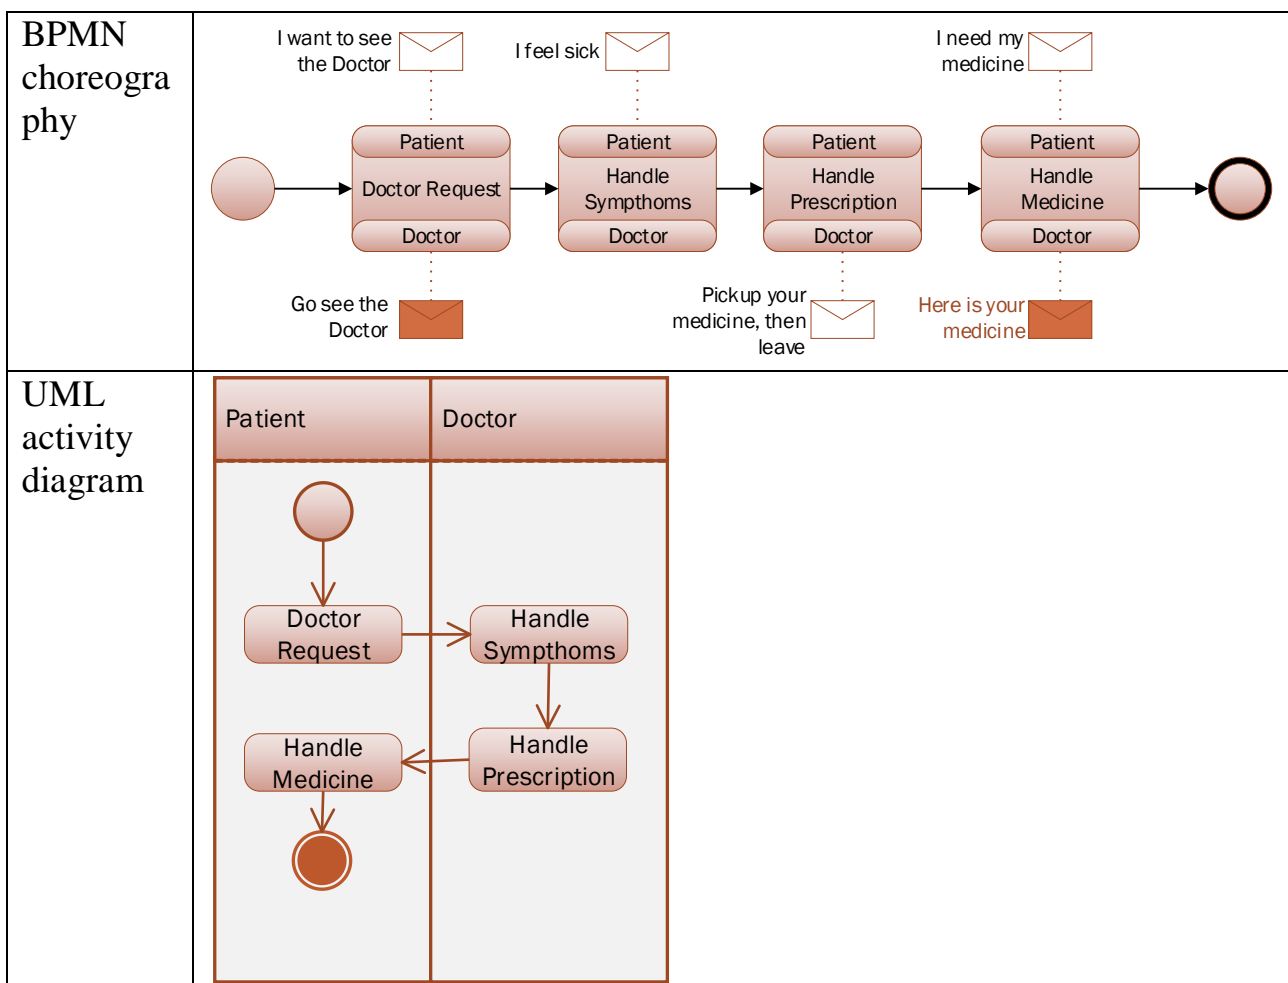 BPMN
choreogra
phy
I want to see
the Doctor
I feel sick
I need my
medicine
Patient
Doctor Request
Doctor
Patient
Handle
Sympthoms
Doctor
Patient
Handle
Prescription
Doctor
Patient
Handle
Medicine
Doctor
Go see the
Doctor
Pickup your
medicine, then
leave
Here is your
medicine
UML
activity
diagram
Patient
Doctor
Doctor
Request
Handle
Sympthoms
Handle
Medicine
Handle
Prescription